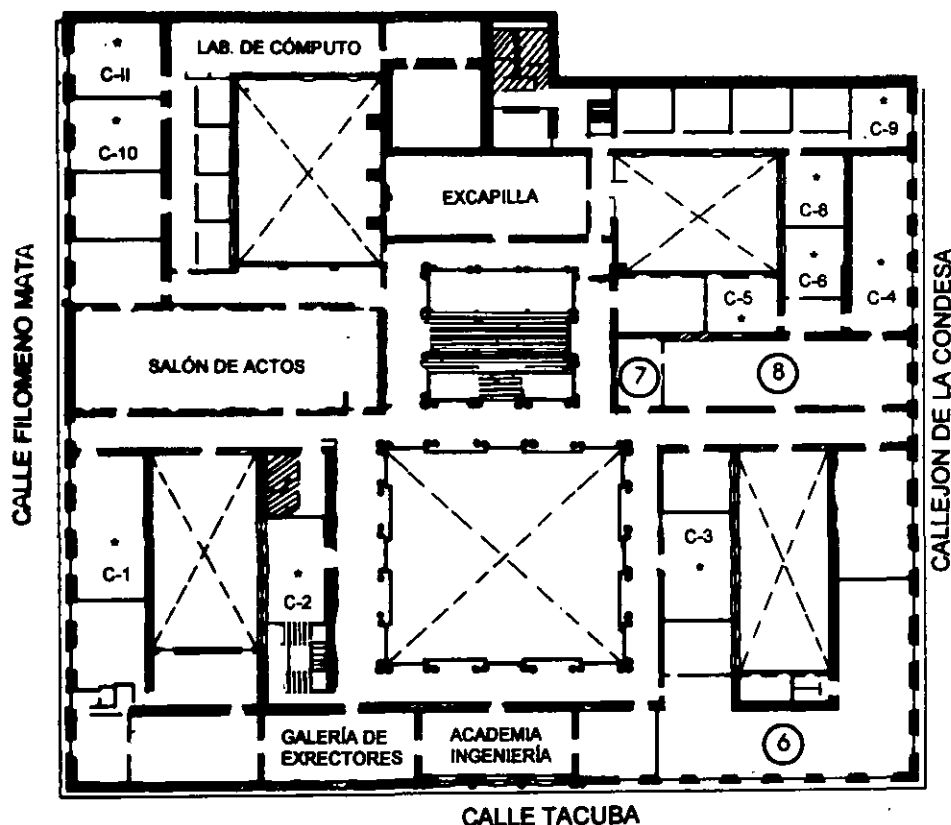 LAB. DE CÓMPUTO
C-II
C-10
C-9
EXCAPILLA
C-8
C-6
C-5
C-4
CALLE FILOMENO MATA
SALÓN DE ACTOS
7
8
CALLEJON DE LA CONDESA
C-1
C-2
C-3
GALERÍA DE
EXRECTORES
ACADEMIA
INGENIERÍA
6
CALLE TACUBA